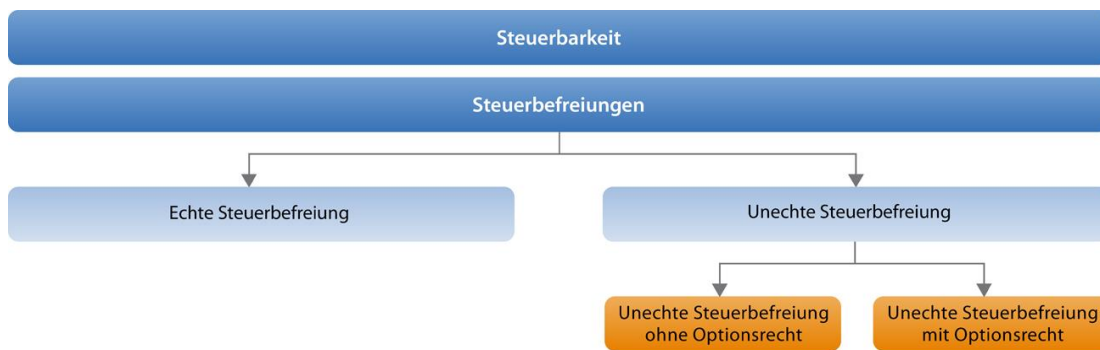 Steuerbarkeit
Steuerbefreiungen
Echte Steuerbefreiung
Unechte Steuerbefreiung
Unechte Steuerbefreiung
ohne Optionsrecht
Unechte Steuerbefreiung
mit Optionsrecht